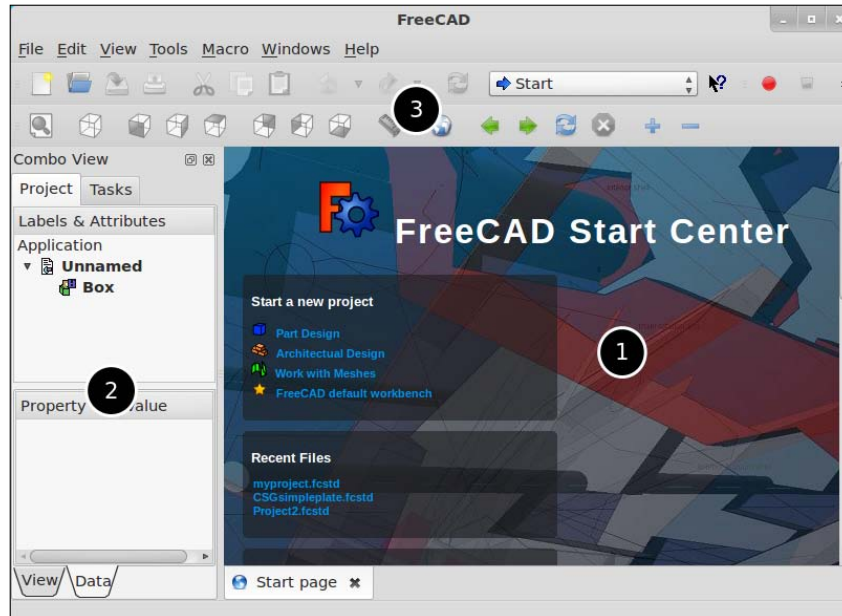 FreeCAD
File Edit View Tools Macro Windows Help
Start
3
Combo View
Project Tasks
Labels & Attributes
Application
Unnamed
Box
2
Property value
View Data
FreeCAD Start Center
Start a new project
Part Design
Architectual Design
Work with Meshes
FreeCAD default workbench
1
Recent Files
myproject.fcstd
CSGsimpleplate.fcstd
Project2.fcstd
Start page